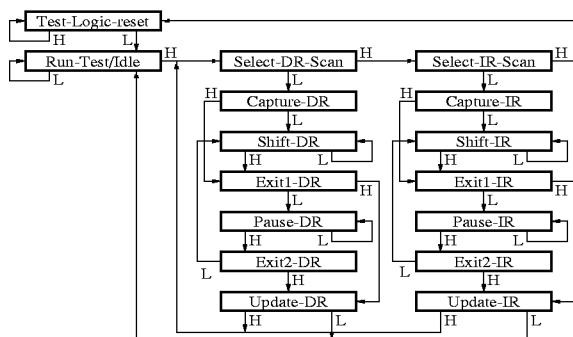 Test-Logic-reset
H L
Run-Test/Idle H Select-DR-Scan H Select-IR-Scan H
L
H L H L
Capture-DR Capture-IR
L L
Shift-DR Shift-IR
H L H L
Exit1-DR H Exit1-IR H
L L
Pause-DR Pause-IR
H L H L
Exit2-DR Exit2-IR
L H L H
Update-DR Update-IR
H L H L